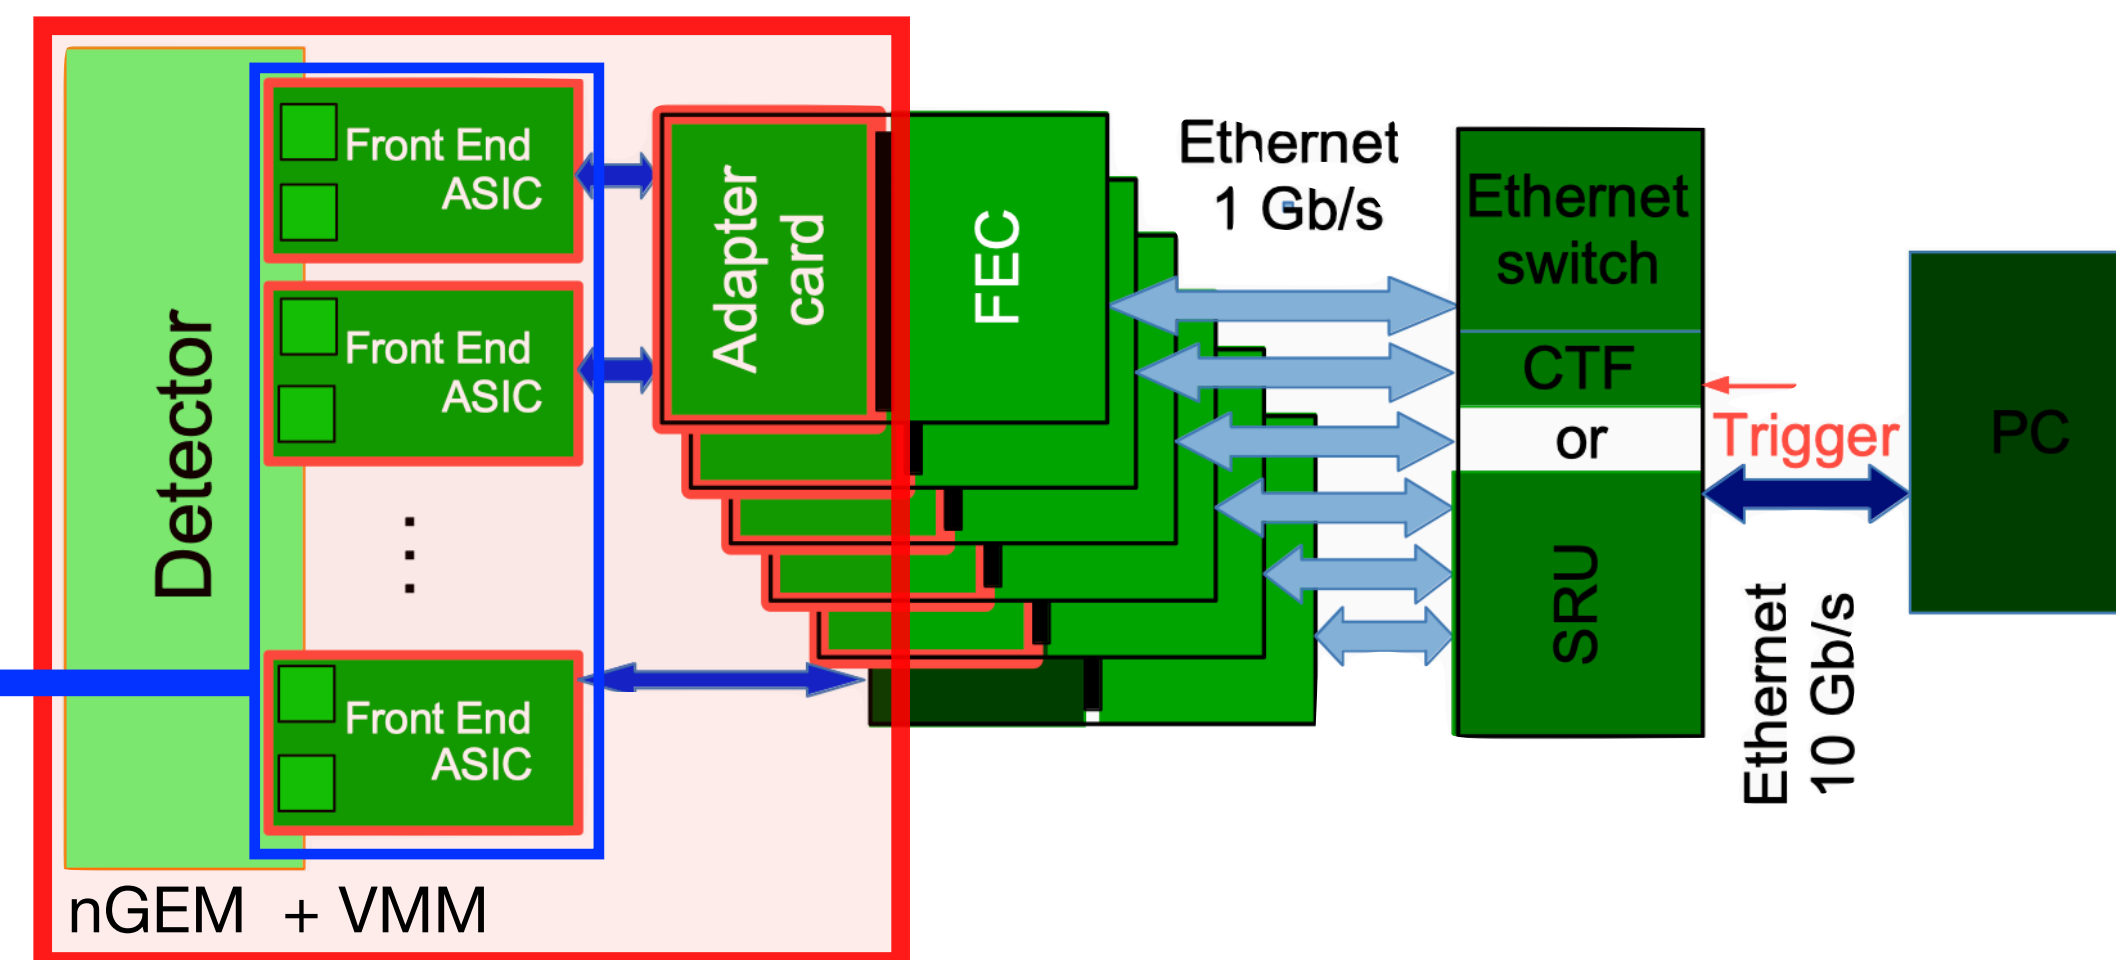 Detector
Front End
ASIC
Front End
ASIC
Front End
ASIC
nGEM + VMM
Adapter
card
FEC
Ethernet
1 Gb/s
Ethernet
switch
CTF
or
SRU
Trigger
Ethernet
10 Gb/s
PC